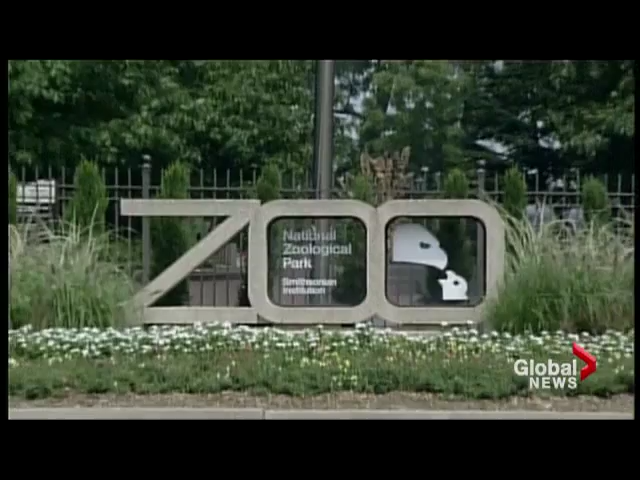 ZOO
National
Zoological
Park
Smithsonian
Institution
Global
NEWS